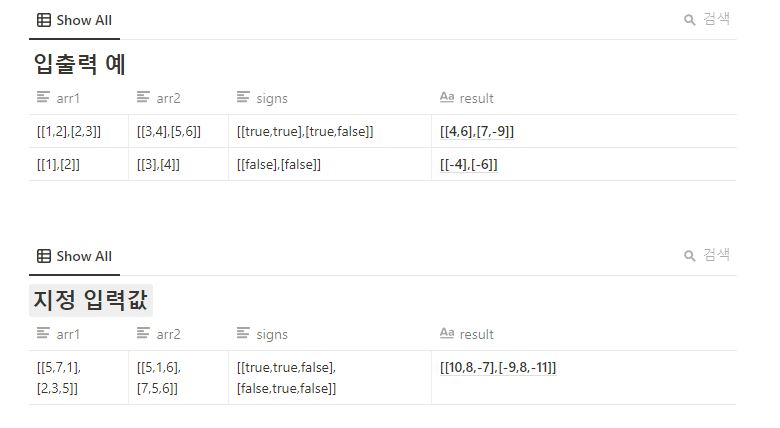 Show All 검색
입출력 예
arr1 arr2 signs Aa result
[[1,2],[2,3]] [[3,4],[5,6]] [[true,true],[true,false]] [[4,6],[7,-9]]
[[1],[2]] [[3],[4]] [[false],[false]] [[-4],[-6]]
Show All 검색
지정 입력값
arr1 arr2 signs Aa result
[[5,7,1], [[5,1,6], [[true,true,false], [[10,8,-7],[-9,8,-11]]
[2,3,5]] [7,5,6]] [false,true,false]]